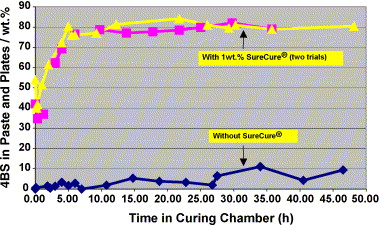 90
80
70
60
50
40
30
20
10
0
4BS in Paste and Plates / wt.%
With 1wt.% SureCure® (two trials)
Without SureCure®
0.00 5.00 10.00 15.00 20.00 25.00 30.00 35.00 40.00 45.00 50.00
Time in Curing Chamber (h)